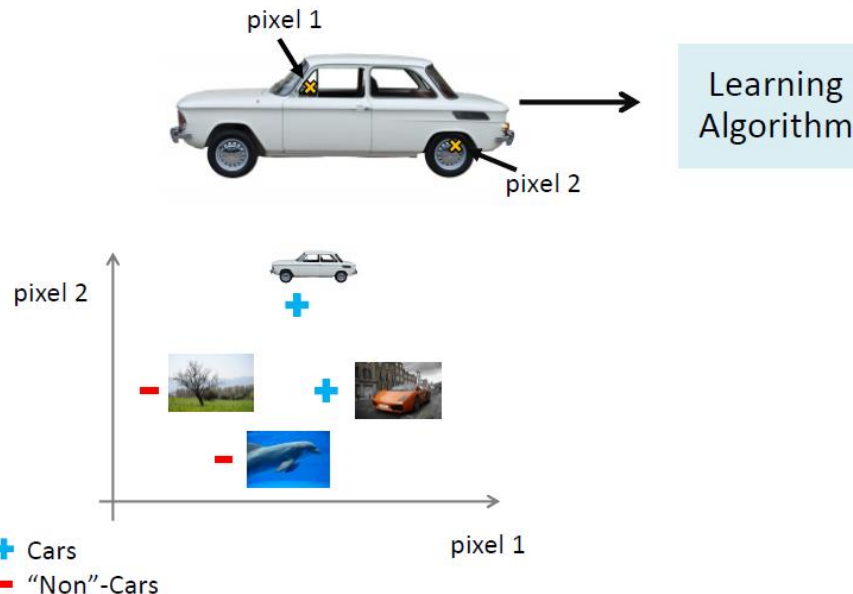 pixel 1
Learning
Algorithm
pixel 2
pixel 2
pixel 1
Cars
“Non”-Cars